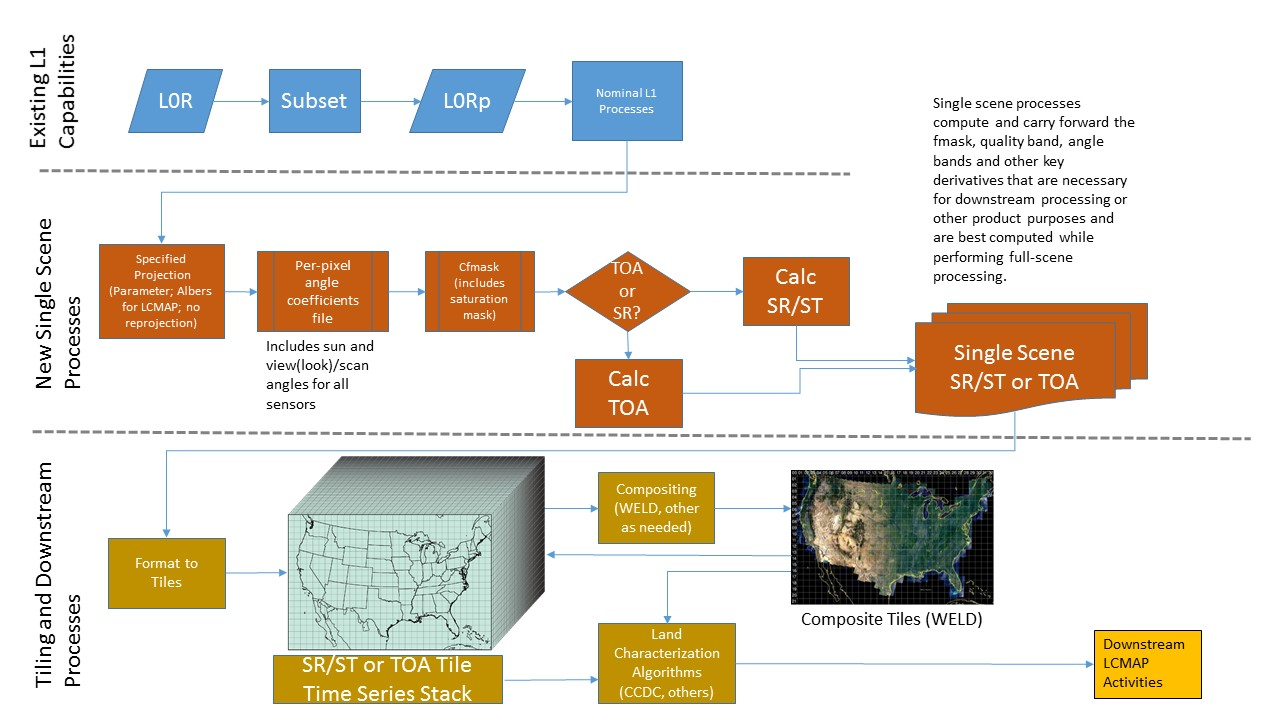 Existing L1
Capabilities
L0R
Subset
L0Rp
Nominal L1
Processes
Single scene processes
compute and carry forward the
fmask, quality band, angle
bands and other key
derivatives that are necessary
for downstream processing or
other product purposes and
are best computed while
performing full-scene
processing.
New Single Scene
Processes
Specified
Projection
(Parameter; Albers
for LCMAP; no
reprojection)
Per-pixel
angle
coefficients
file
Includes sun and
view(look)/scan
angles for all
sensors
Cfmask
(includes
saturation
mask)
TOA
or
SR?
Calc
SR/ST
Calc
TOA
Single Scene
SR/ST or TOA
Tiling and Downstream
Processes
Format to
Tiles
SR/ST or TOA Tile
Time Series Stack
Compositing
(WELD, other
as needed)
Composite Tiles (WELD)
Land
Characterization
Algorithms
(CCDC, others)
Downstream
LCMAP
Activities